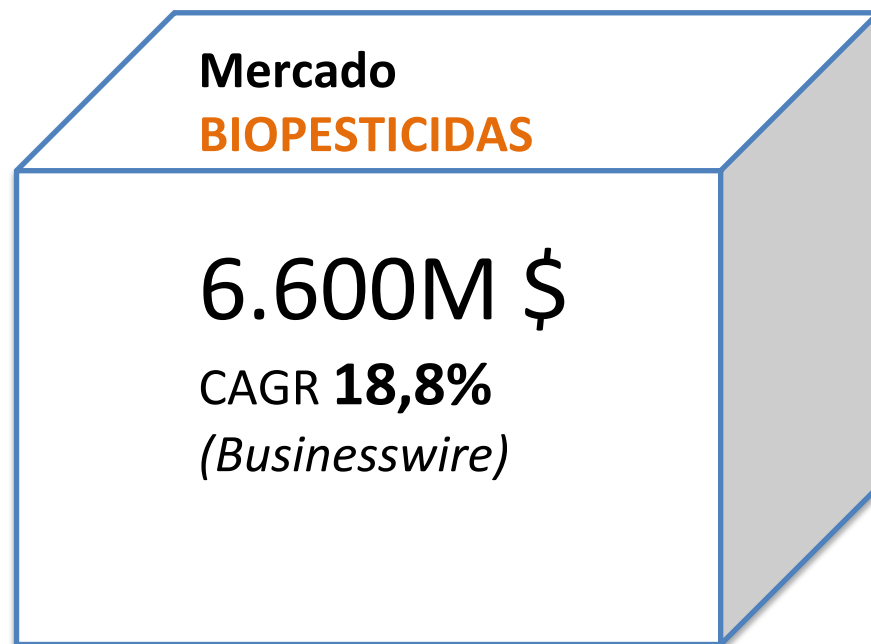 Mercado
BIOPESTICIDAS
6.600M $
CAGR 18,8%
(Businesswire)